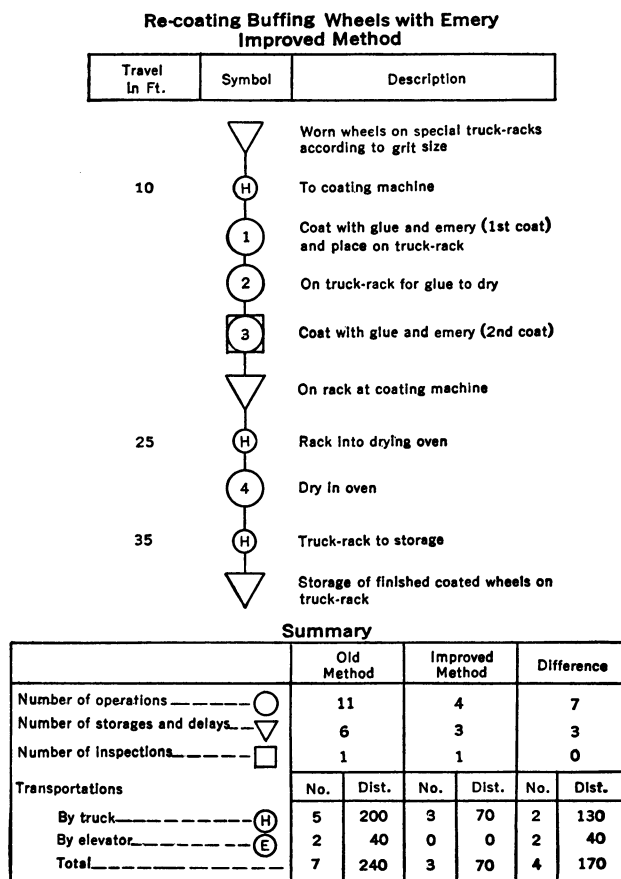 Re-coating Buffing Wheels with Emery
Improved Method
Travel In Ft. Symbol Description
Worn wheels on special truck-racks
according to grit size
10 H To coating machine
1 Coat with glue and emery (1st coat)
and place on truck-rack
2 On truck-rack for glue to dry
3 Coat with glue and emery (2nd coat)
On rack at coating machine
25 H Rack into drying oven
4 Dry in oven
35 H Truck-rack to storage
Storage of finished coated wheels on
truck-rack
Summary
Old Method Improved Method Difference
Number of operations 11 4 7
Number of storages and delays 6 3 3
Number of inspections 1 1 0
Transportations No. Dist. No. Dist. No. Dist.
By truck H 5 200 3 70 2 130
By elevator E 2 40 0 0 2 40
Total 7 240 3 70 4 170